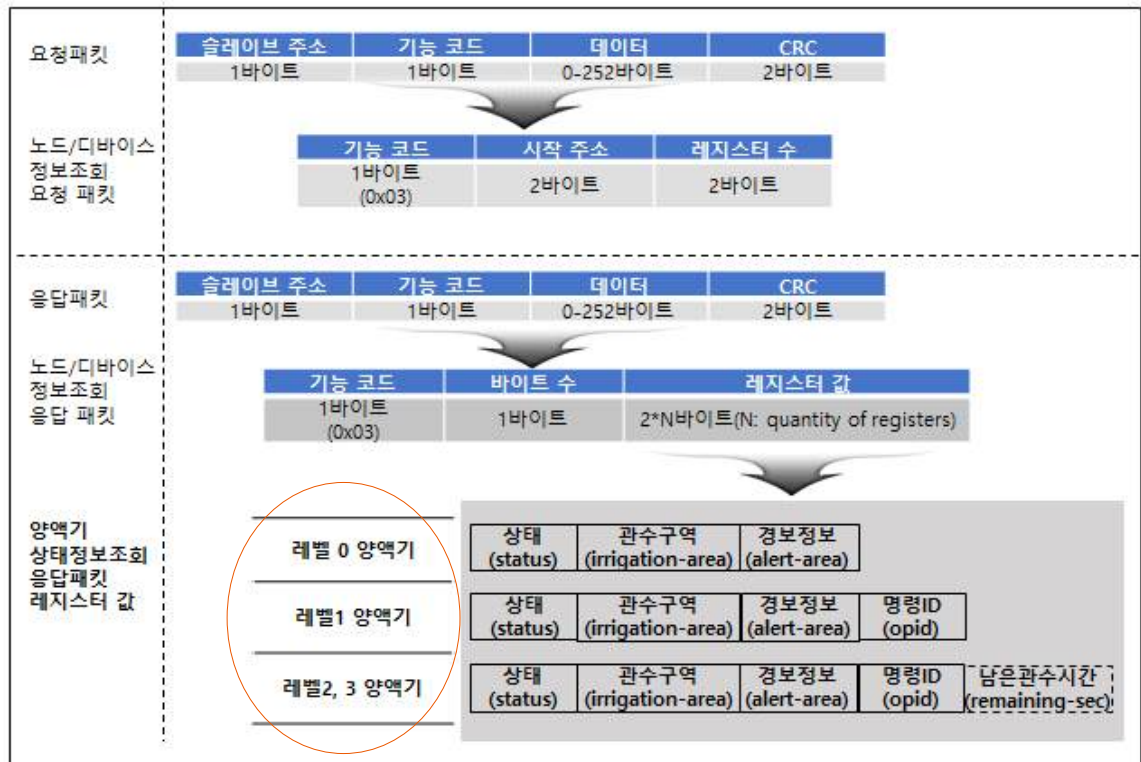 요청패킷
슬레이브 주소 기능 코드 데이터 CRC
1바이트 1바이트 0-252바이트 2바이트
노드/디바이스
정보조회
요청 패킷
기능 코드 시작 주소 레지스터 수
1바이트
(0x03)
2바이트 2바이트
응답패킷
슬레이브 주소 기능 코드 데이터 CRC
1바이트 1바이트 0-252바이트 2바이트
노드/디바이스
정보조회
응답 패킷
기능 코드 바이트 수 레지스터 값
1바이트
(0x03)
1바이트 2*N바이트(N: quantity of registers)
양액기
상태정보조회
응답패킷
레지스터 값
레벨 0 양액기
상태 관수구역 경보정보
(status) (irrigation-area) (alert-area)
레벨1 양액기
상태 관수구역 경보정보 명령ID
(status) (irrigation-area) (alert-area) (opid)
레벨2, 3 양액기
상태 관수구역 경보정보 명령ID 남은관수시간
(status) (irrigation-area) (alert-area) (opid) (remaining-sec)